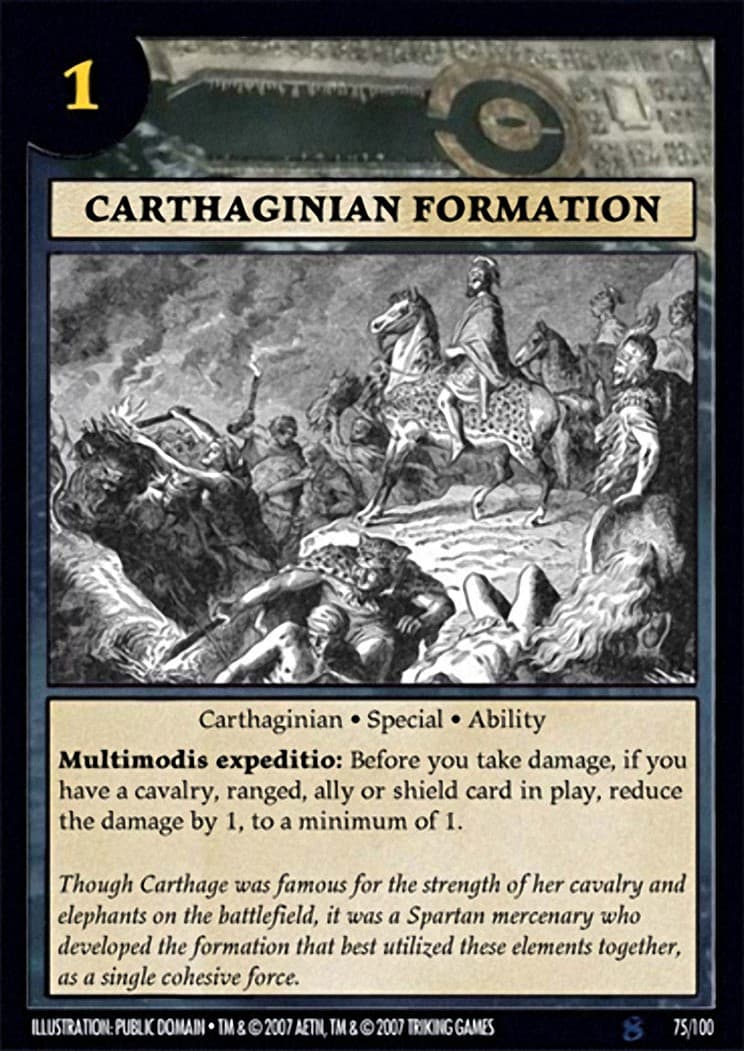 1
CARTHAGINIAN FORMATION
Carthaginian • Special • Ability
Multimodis expeditio: Before you take damage, if you
have a cavalry, ranged, ally or shield card in play, reduce
the damage by 1, to a minimum of 1.
Though Carthage was famous for the strength of her cavalry and
elephants on the battlefield, it was a Spartan mercenary who
developed the formation that best utilized these elements together,
as a single cohesive force.
ILLUSTRATION: PUBLIC DOMAIN • TM & © 2007 AETN, TM & © 2007 TRIKING GAMES
75/100